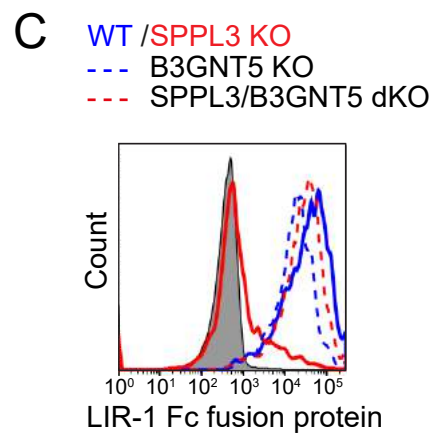 C
WT /SPPL3 KO
B3GNT5 KO
SPPL3/B3GNT5 dKO
Count
10⁰ 10¹ 10² 10³ 10⁴ 10⁵
LIR-1 Fc fusion protein